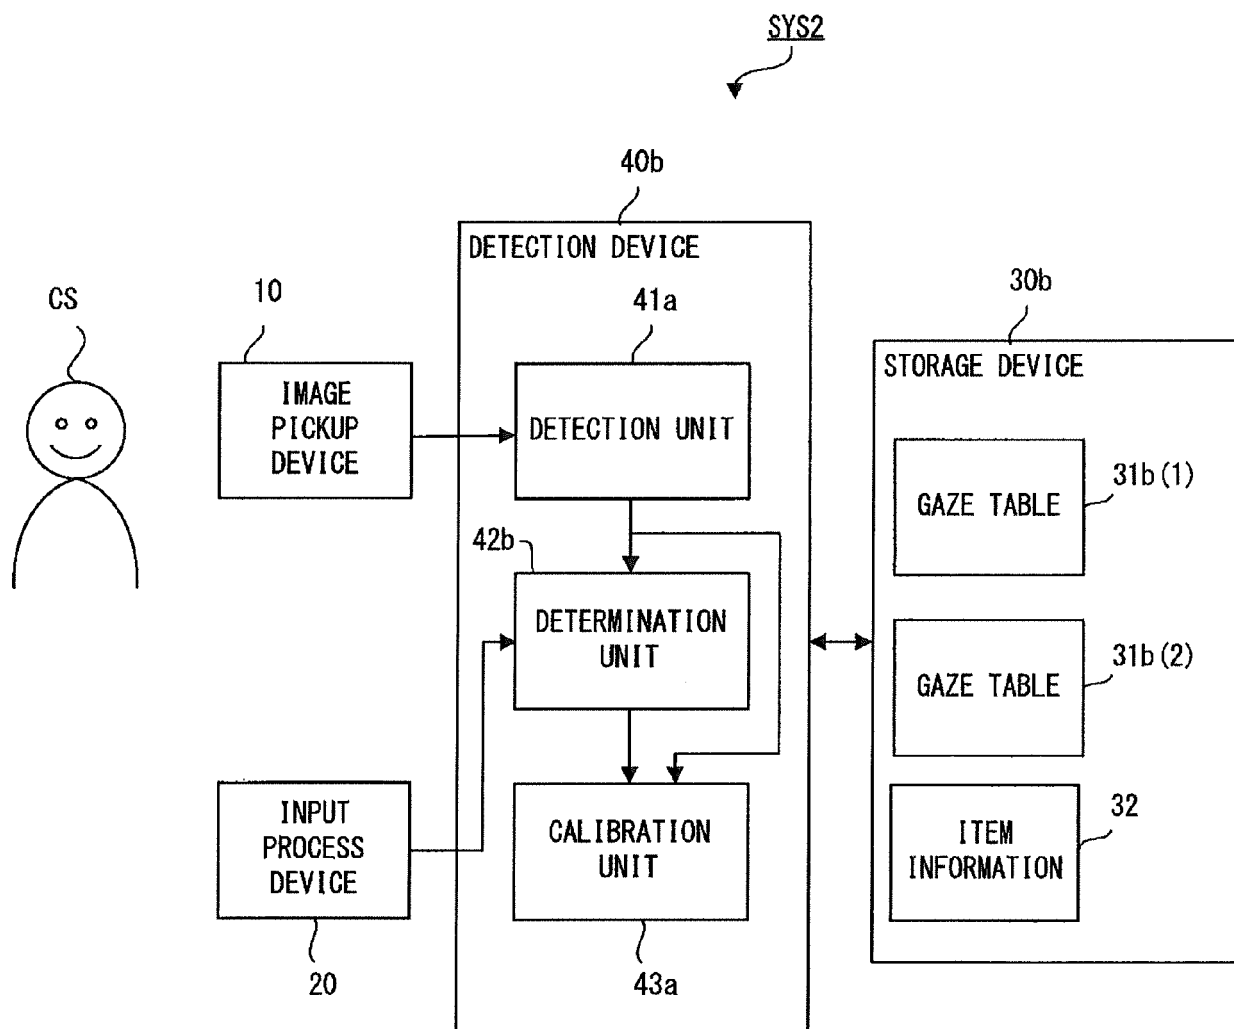 SYS2
40b
DETECTION DEVICE
CS
10
41a
30b
IMAGE
PICKUP
DEVICE
DETECTION UNIT
STORAGE DEVICE
GAZE TABLE
31b(1)
42b
DETERMINATION
UNIT
GAZE TABLE
31b(2)
INPUT
PROCESS
DEVICE
CALIBRATION
UNIT
ITEM
INFORMATION
32
20
43a